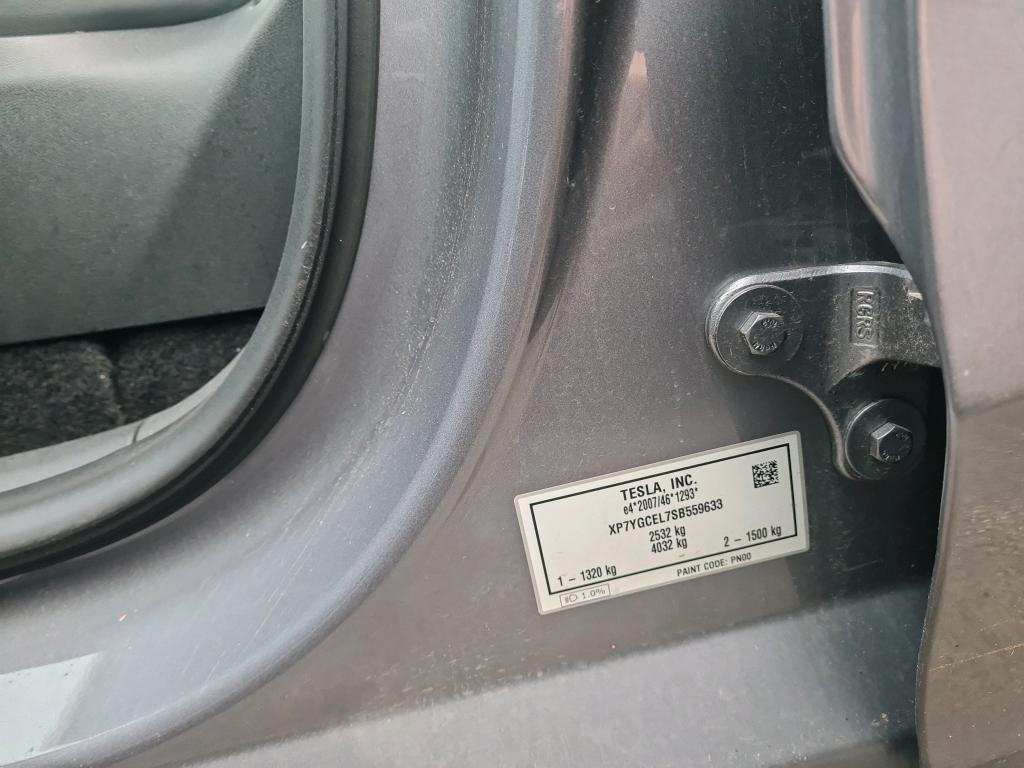 TESLA, INC.
e4*2007/46*1293*
XP7YGCEL7SB559633
2532 kg
4032 kg
1 – 1320 kg
2 – 1500 kg
PAINT CODE: PN00
1.0%